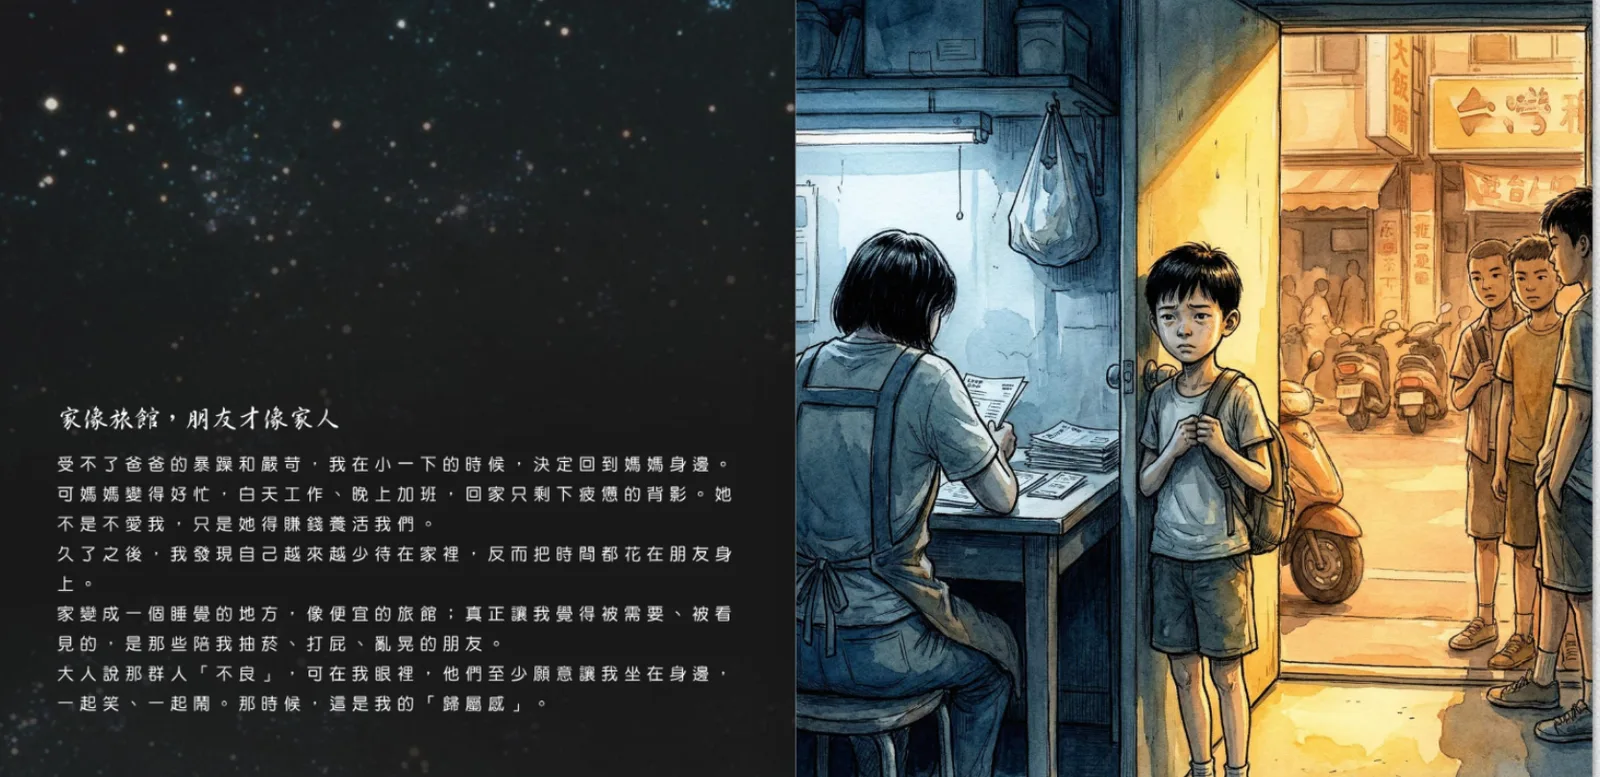 家像旅館，朋友才像家人
受不了爸爸的暴躁和嚴苛，我在小一下的時候，決定回到媽媽身邊。
可媽媽變得好忙，白天工作、晚上加班，回家只剩下疲憊的背影。她
不是不愛我，只是她得賺錢養活我們。
久了之後，我發現自己越來越少待在家裡，反而把時間都花在朋友身
上。
家變成一個睡覺的地方，像便宜的旅館；真正讓我覺得被需要、被看
見的，是那些陪我抽菸、打屁、亂晃的朋友。
大人說那群人「不良」，可在我眼裡，他們至少願意讓我坐在身邊，
一起笑、一起鬧。那時候，這是我的「歸屬感」。
台灣